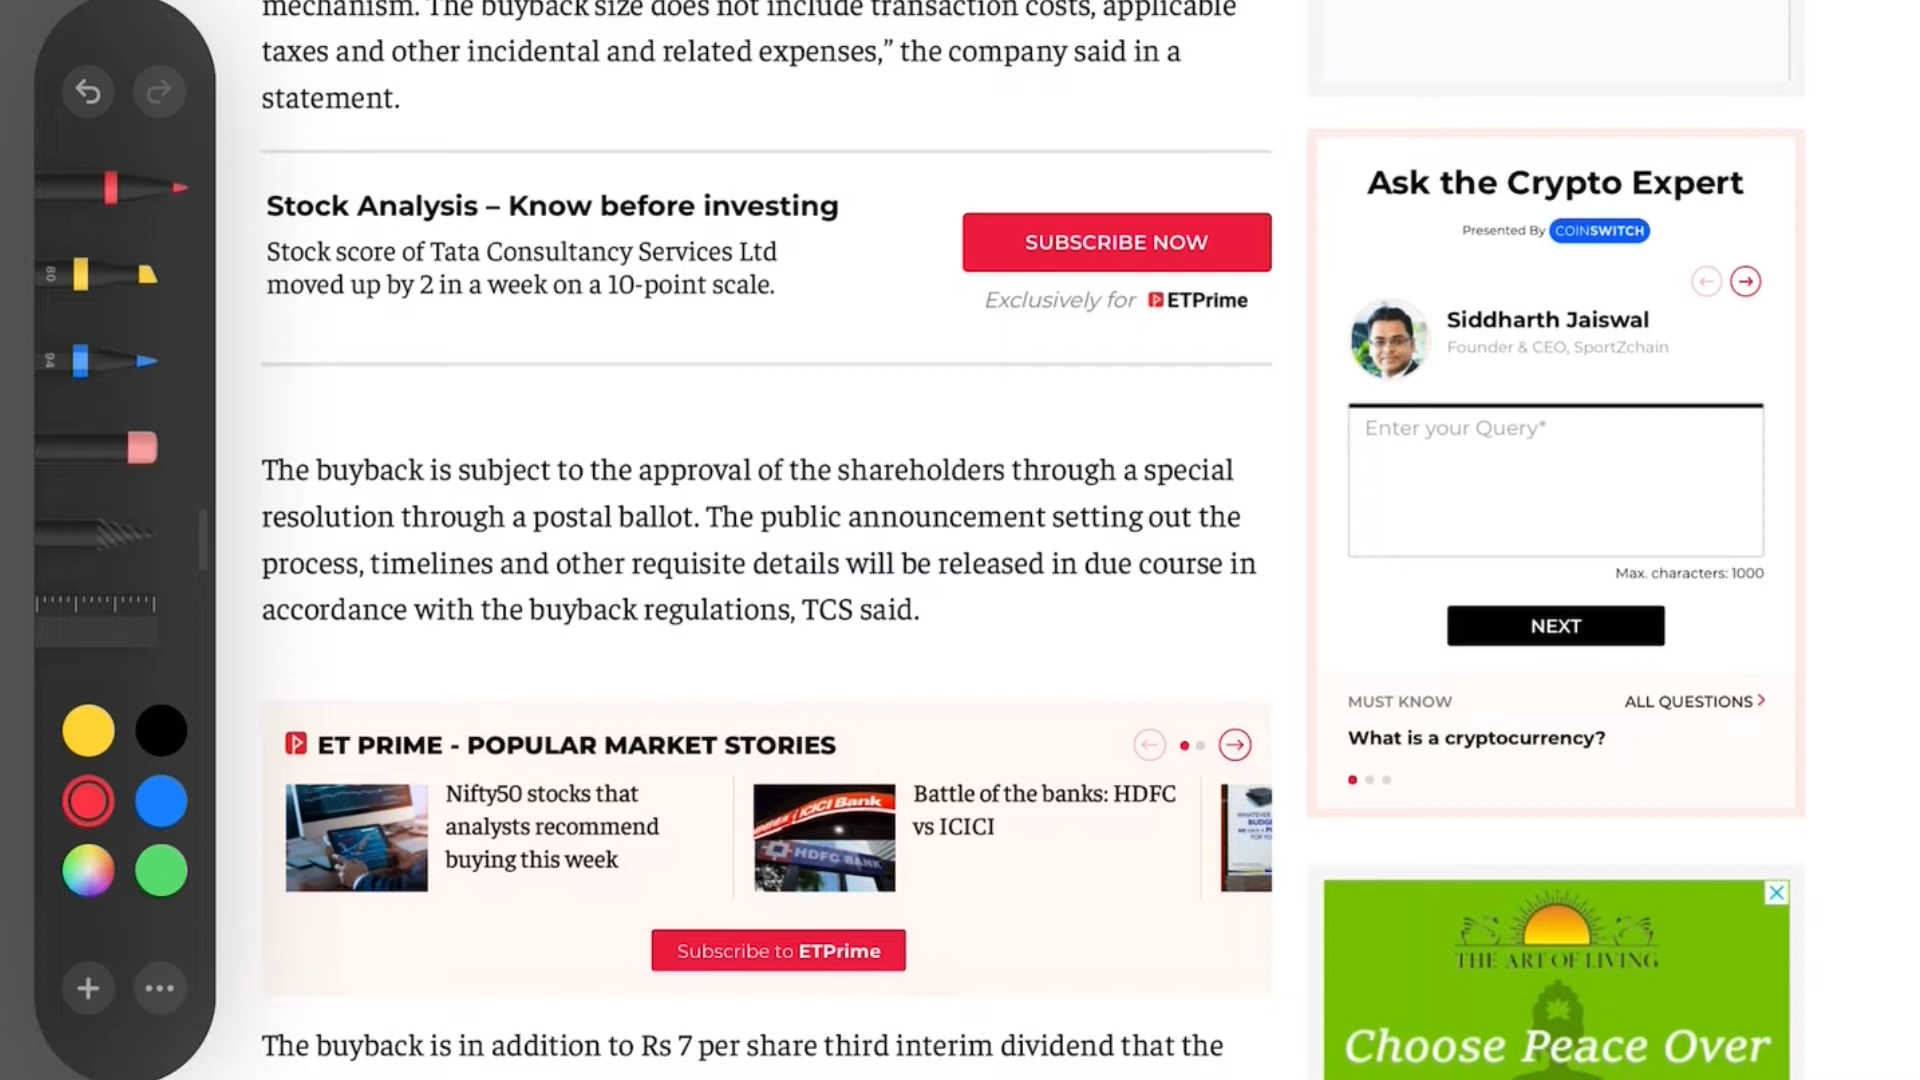 mechanism. The buyback size does not include transaction costs, applicable
taxes and other incidental and related expenses,” the company said in a
statement.
Stock Analysis – Know before investing
Stock score of Tata Consultancy Services Ltd
moved up by 2 in a week on a 10-point scale.
SUBSCRIBE NOW
Exclusively for ETPrime
The buyback is subject to the approval of the shareholders through a special
resolution through a postal ballot. The public announcement setting out the
process, timelines and other requisite details will be released in due course in
accordance with the buyback regulations, TCS said.
ET PRIME - POPULAR MARKET STORIES
Nifty50 stocks that
analysts recommend
buying this week
ICICI Bank
HDFC BANK
Battle of the banks: HDFC
vs ICICI
Subscribe to ETPrime
The buyback is in addition to Rs 7 per share third interim dividend that the
Ask the Crypto Expert
Presented By COINSWITCH
Siddharth Jaiswal
Founder & CEO, SportZchain
Enter your Query*
Max. characters: 1000
NEXT
MUST KNOW
ALL QUESTIONS
What is a cryptocurrency?
THE ART OF LIVING
Choose Peace Over
80
94